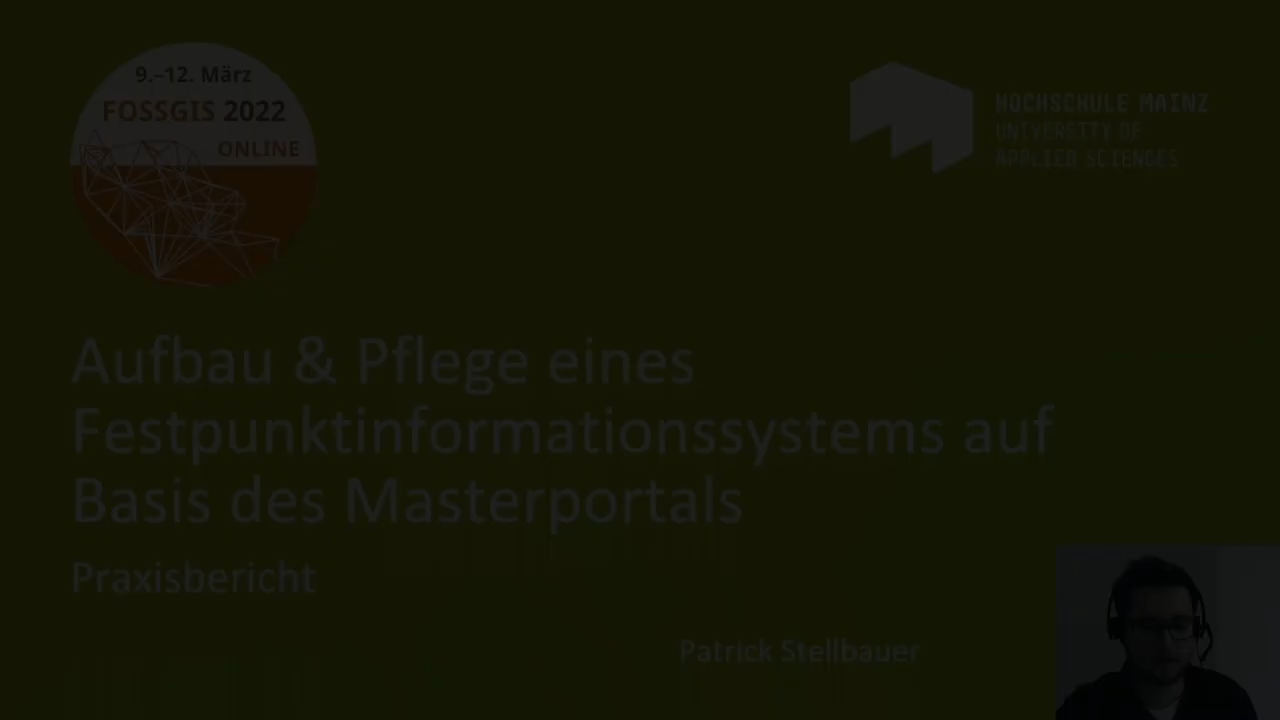 9.–12. März
FOSSGIS 2022
ONLINE
HOCHSCHULE MAINZ
UNIVERSITY OF
APPLIED SCIENCES
Aufbau & Pflege eines
Festpunktinformationssystems auf
Basis des Masterportals
Praxisbericht
Patrick Stellbauer